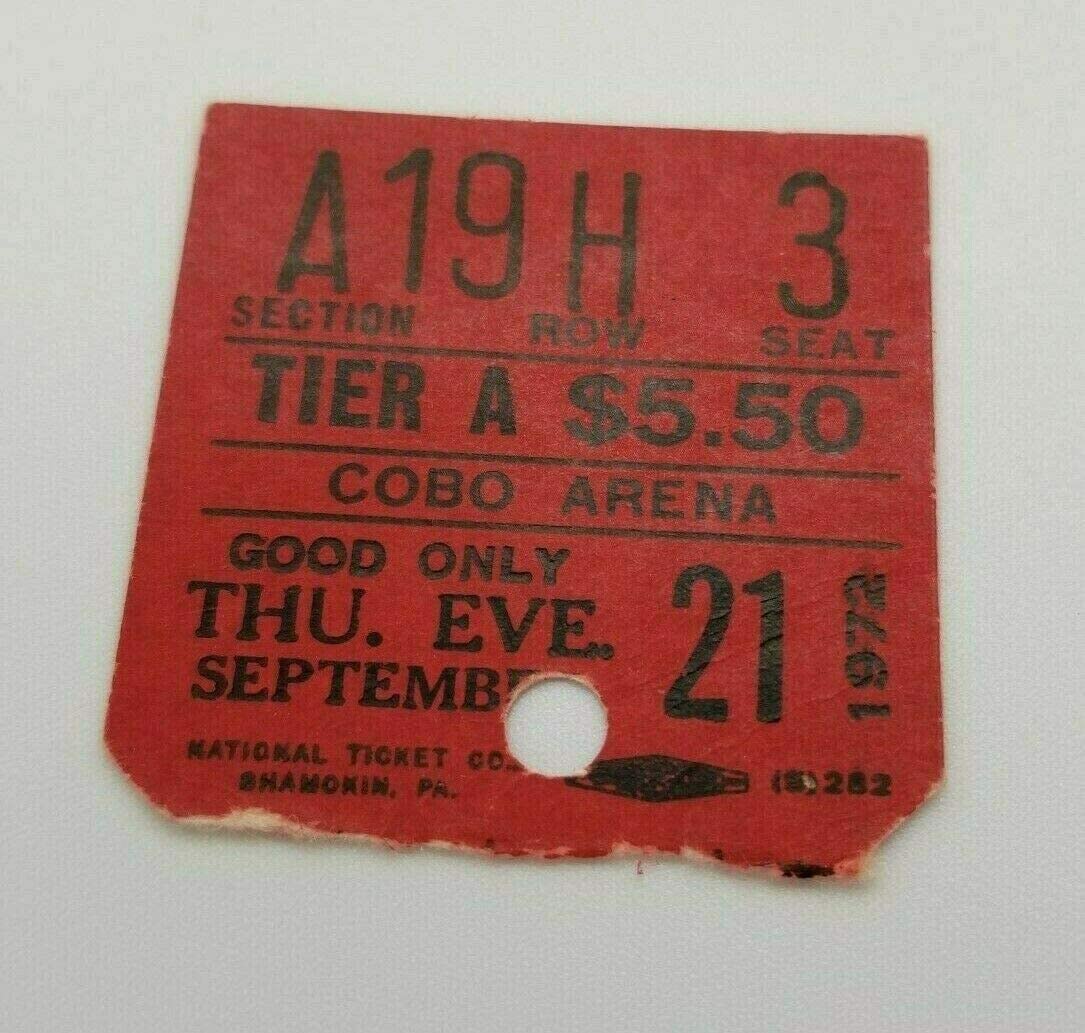 A19 H 3
SECTION ROW SEAT
TIER A $5.50
COBO ARENA
GOOD ONLY
THU. EVE. 21 1972
SEPTEMB
NATIONAL TICKET CO.
SHAMOKIN, PA. (S) 282